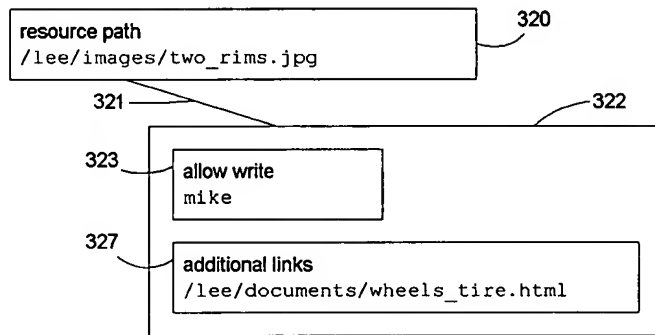 resource path
320
/lee/images/two_rims.jpg
321
322
323
allow write
mike
327
additional links
/lee/documents/wheels_tire.html